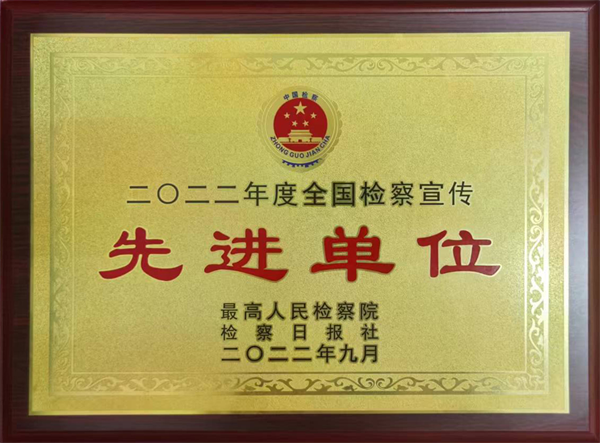 中国检察
ZHONG GUO JIAN CHA
二〇二二年度全国检察宣传
先进单位
最高人民检察院
检察日报社
二〇二二年九月